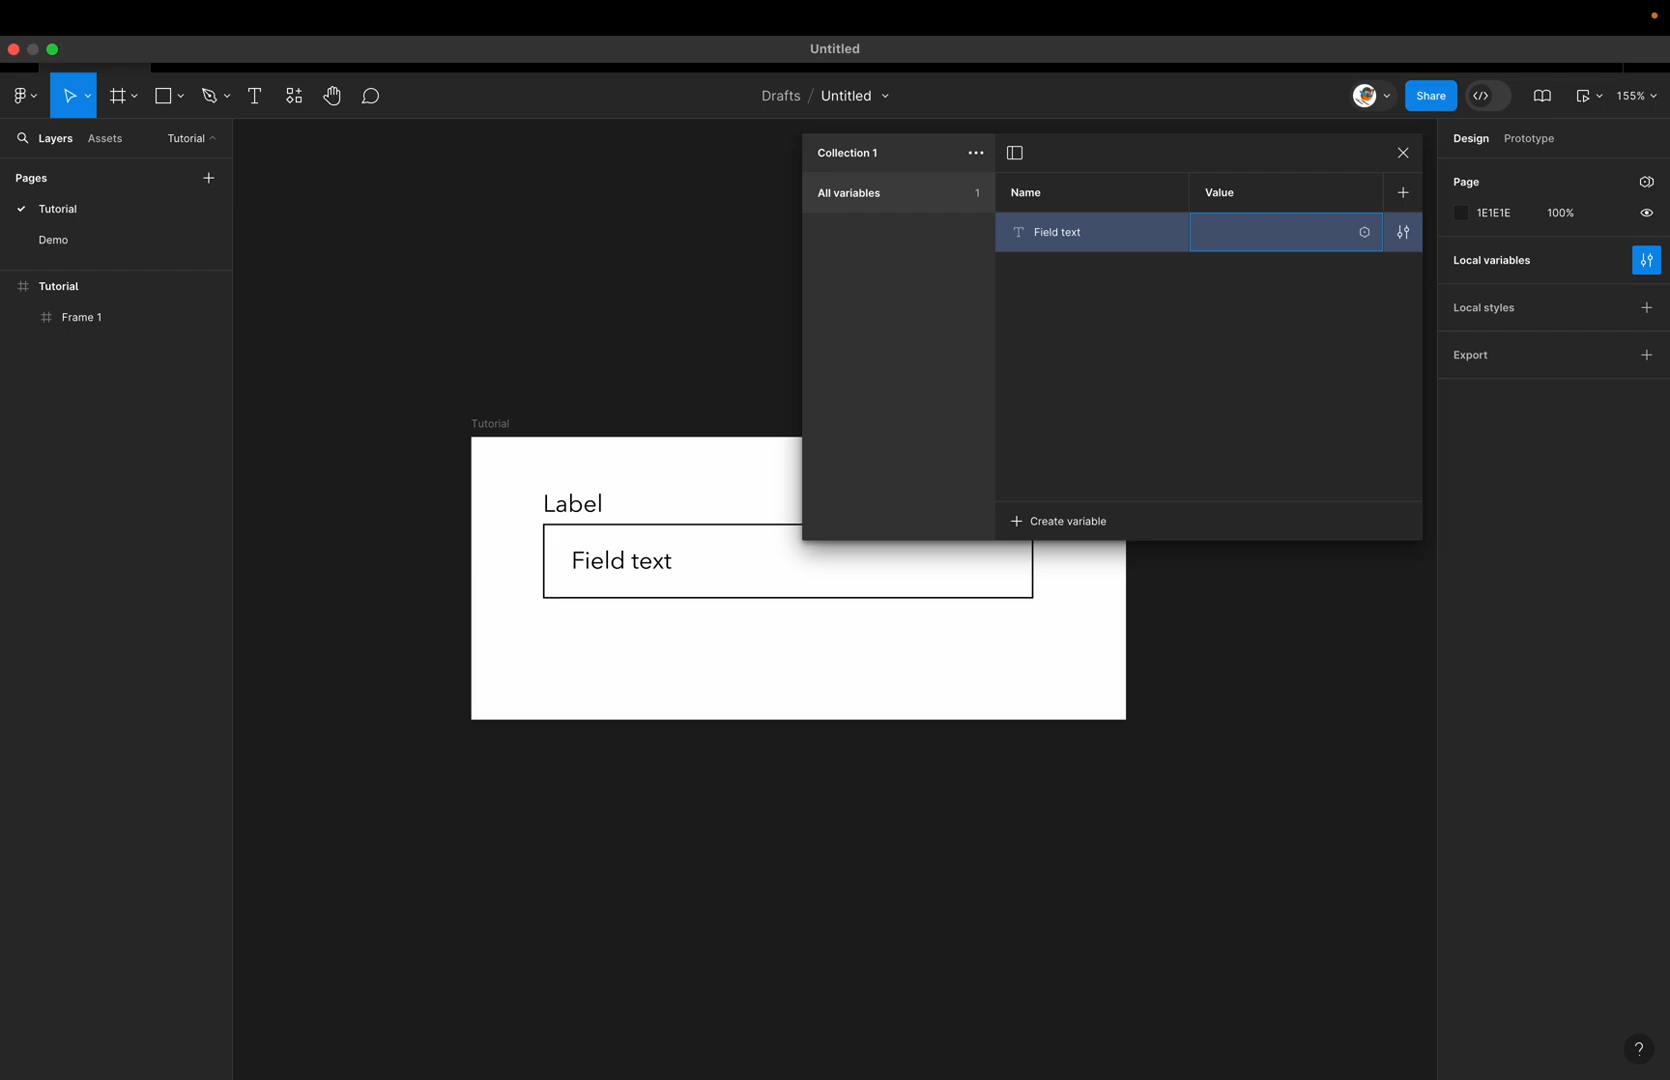 Untitled
Drafts / Untitled
Share
155%
Layers
Assets
Tutorial
Pages
Tutorial
Demo
Tutorial
Frame 1
Tutorial
Label
Field text
Collection 1
All variables
1
Name
Value
Field text
Create variable
Design
Prototype
Page
1E1E1E
100%
Local variables
Local styles
Export
?